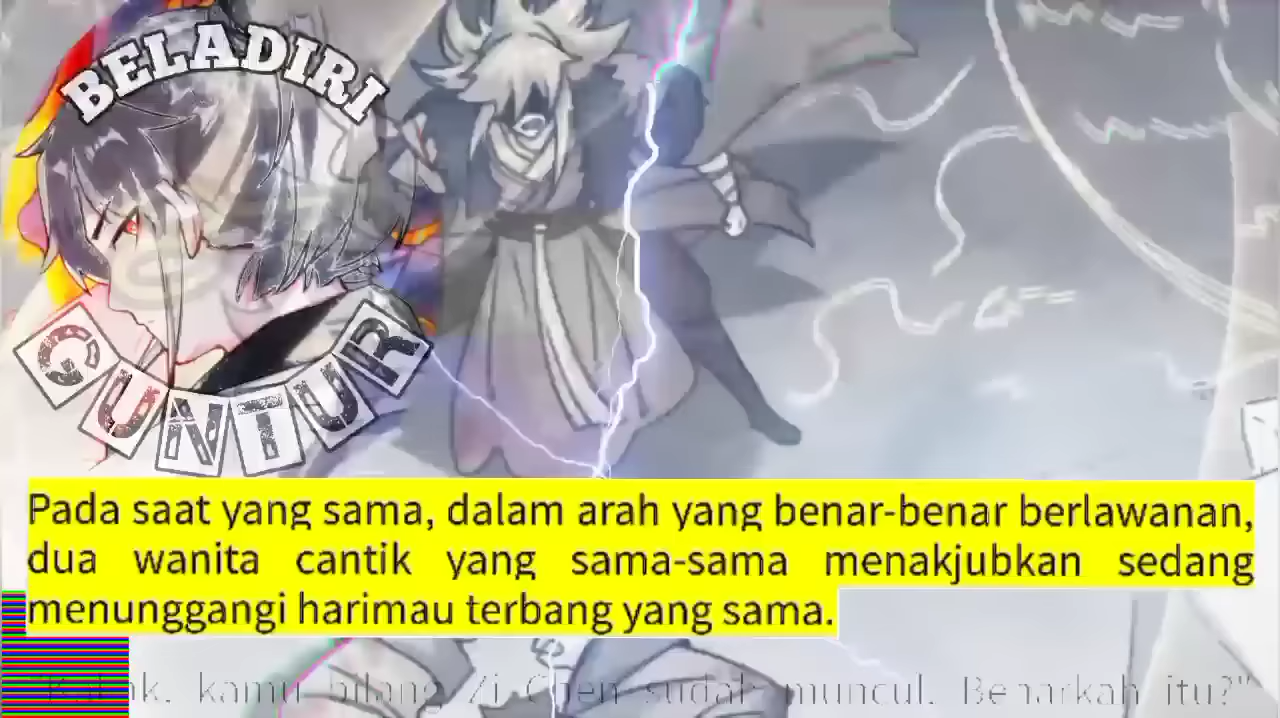 BELADIRI
GUNTUR
Pada saat yang sama, dalam arah yang benar-benar berlawanan,
dua wanita cantik yang sama-sama menakjubkan sedang
menunggangi harimau terbang yang sama.
kamu bilang Zi Chen sudah muncul. Benarkah itu?"